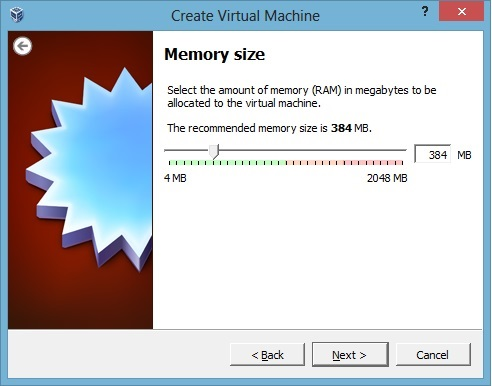 Create Virtual Machine
?
Memory size
Select the amount of memory (RAM) in megabytes to be
allocated to the virtual machine.
The recommended memory size is 384 MB.
384 MB
4 MB 2048 MB
< Back Next > Cancel